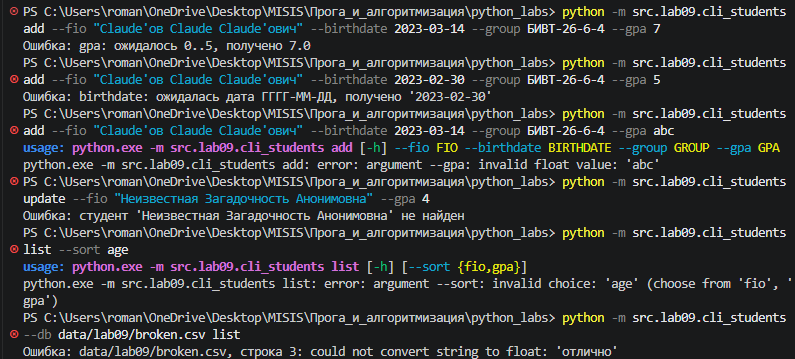 PS C:\Users\roman\OneDrive\Desktop\MISIS\Прога_и_алгоритмизация\python_labs> python -m src.lab09.cli_students
add --fio "Claude'ов Claude Claude'ович" --birthdate 2023-03-14 --group БИВТ-26-6-4 --gpa 7
Ошибка: gpa: ожидалось 0..5, получено 7.0
PS C:\Users\roman\OneDrive\Desktop\MISIS\Прога_и_алгоритмизация\python_labs> python -m src.lab09.cli_students
add --fio "Claude'ов Claude Claude'ович" --birthdate 2023-02-30 --group БИВТ-26-6-4 --gpa 5
Ошибка: birthdate: ожидалась дата ГГГГ-ММ-ДД, получено '2023-02-30'
PS C:\Users\roman\OneDrive\Desktop\MISIS\Прога_и_алгоритмизация\python_labs> python -m src.lab09.cli_students
add --fio "Claude'ов Claude Claude'ович" --birthdate 2023-03-14 --group БИВТ-26-6-4 --gpa abc
usage: python.exe -m src.lab09.cli_students add [-h] --fio FIO --birthdate BIRTHDATE --group GROUP --gpa GPA
python.exe -m src.lab09.cli_students add: error: argument --gpa: invalid float value: 'abc'
PS C:\Users\roman\OneDrive\Desktop\MISIS\Прога_и_алгоритмизация\python_labs> python -m src.lab09.cli_students
update --fio "Неизвестная Загадочность Анонимовна" --gpa 4
Ошибка: студент 'Неизвестная Загадочность Анонимовна' не найден
PS C:\Users\roman\OneDrive\Desktop\MISIS\Прога_и_алгоритмизация\python_labs> python -m src.lab09.cli_students
list --sort age
usage: python.exe -m src.lab09.cli_students list [-h] [--sort {fio,gpa}]
python.exe -m src.lab09.cli_students list: error: argument --sort: invalid choice: 'age' (choose from 'fio', '
gpa')
PS C:\Users\roman\OneDrive\Desktop\MISIS\Прога_и_алгоритмизация\python_labs> python -m src.lab09.cli_students
--db data/lab09/broken.csv list
Ошибка: data/lab09/broken.csv, строка 3: could not convert string to float: 'отлично'